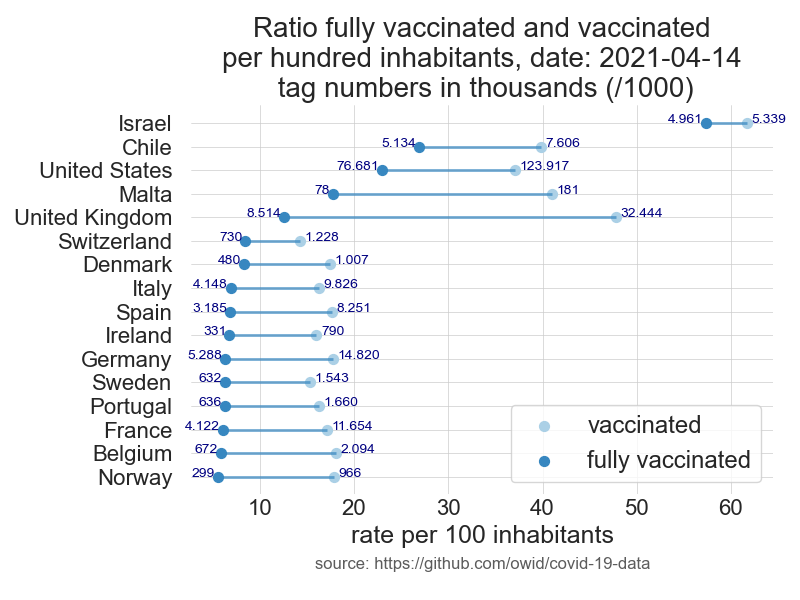 Ratio fully vaccinated and vaccinated
per hundred inhabitants, date: 2021-04-14
tag numbers in thousands (/1000)
Israel 4.961 5.339
Chile 5.134 7.606
United States 76.681 123.917
Malta 78 181
United Kingdom 8.514 32.444
Switzerland 730 1.228
Denmark 480 1.007
Italy 4.148 9.826
Spain 3.185 8.251
Ireland 331 790
Germany 5.288 14.820
Sweden 632 1.543
Portugal 636 1.660
France 4.122 11.654
Belgium 672 2.094
Norway 299 966
vaccinated
fully vaccinated
10 20 30 40 50 60
rate per 100 inhabitants
source: https://github.com/owid/covid-19-data